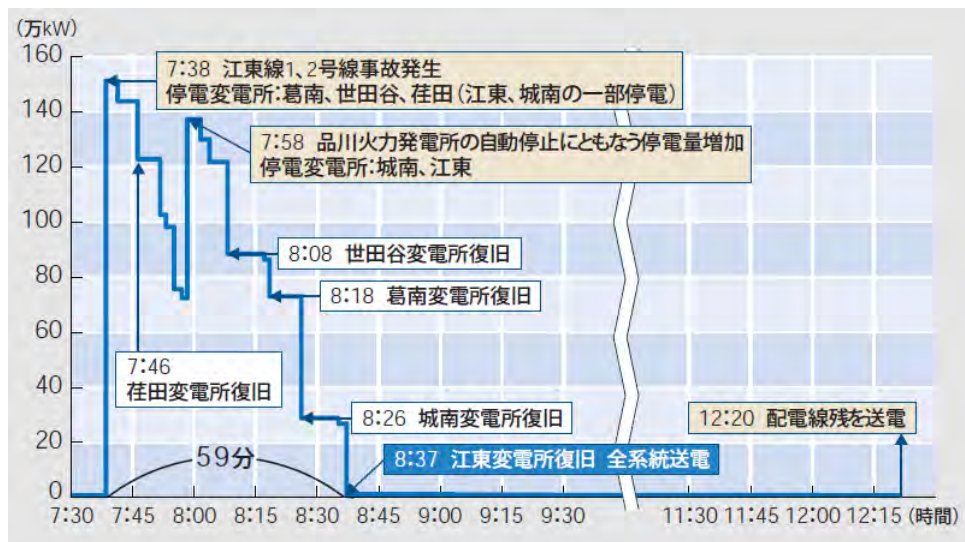 (万kW)
160
140
120
100
80
60
40
20
0
7:38 江東線1、2号線事故発生
停電変電所:葛南、世田谷、荏田(江東、城南の一部停電)
7:58 品川火力発電所の自動停止にともなう停電量増加
停電変電所:城南、江東
8:08 世田谷変電所復旧
8:18 葛南変電所復旧
7:46
荏田変電所復旧
8:26 城南変電所復旧
12:20 配電線残を送電
59分
8:37 江東変電所復旧 全系統送電
7:30 7:45 8:00 8:15 8:30 8:45 9:00 9:15 9:30 11:30 11:45 12:00 12:15 (時間)